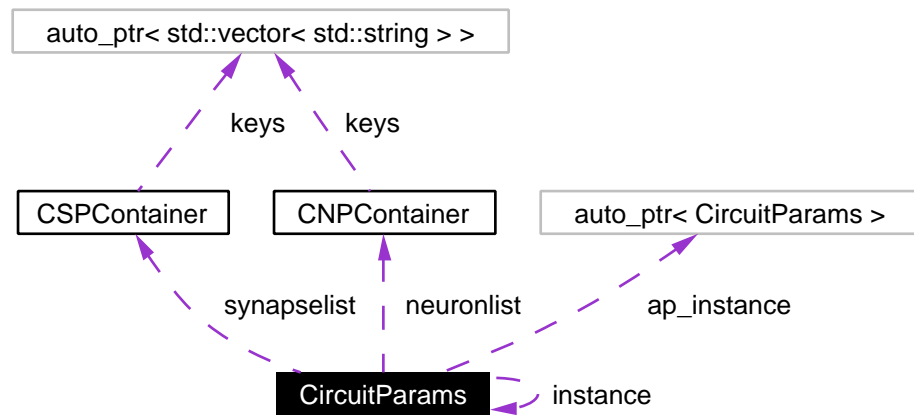 auto_ptr< std::vector< std::string > >
keys
keys
CSPContainer
CNPContainer
auto_ptr< CircuitParams >
synapselist
neuronlist
ap_instance
CircuitParams
instance